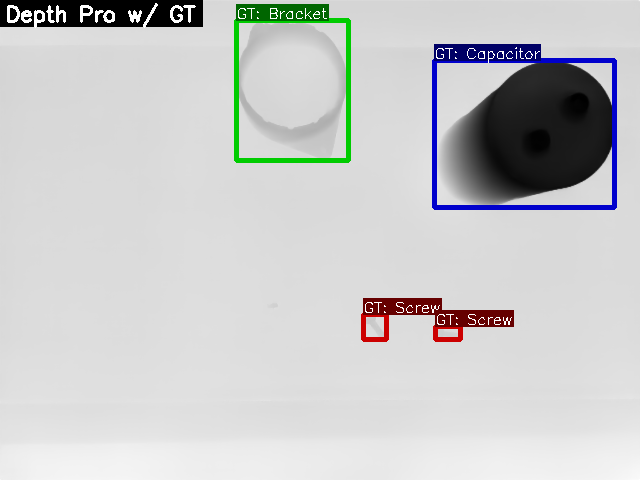 Depth Pro w/ GT
GT: Bracket
GT: Capacitor
GT: Screw
GT: Screw